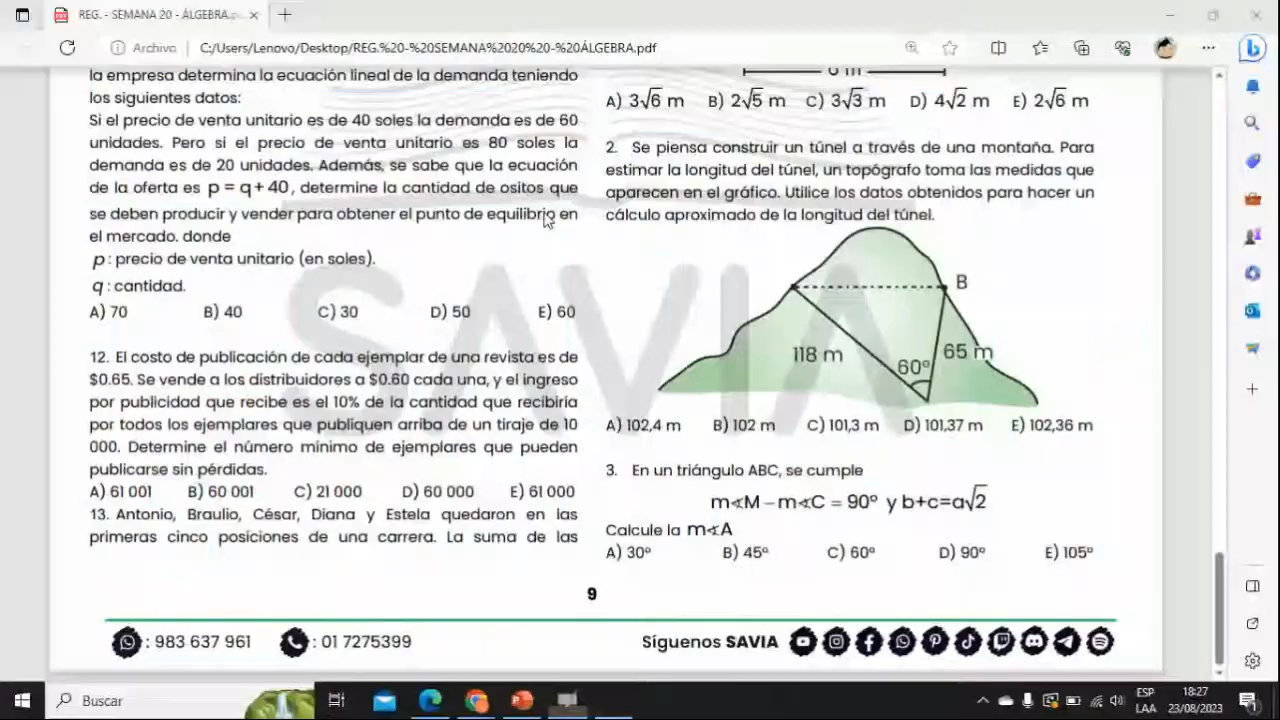 REG. - SEMANA 20 - ÁLGEBRA.p
Archivo C:/Users/Lenovo/Desktop/REG.%20-%20SEMANA%2020%20-%20ÁLGEBRA.pdf
la empresa determina la ecuación lineal de la demanda teniendo
los siguientes datos:
Si el precio de venta unitario es de 40 soles la demanda es de 60
unidades. Pero si el precio de venta unitario es 80 soles la
demanda es de 20 unidades. Además, se sabe que la ecuación
de la oferta es p = q + 40, determine la cantidad de ositos que
se deben producir y vender para obtener el punto de equilibrio en
el mercado. donde
p : precio de venta unitario (en soles).
q : cantidad.
A) 70 B) 40 C) 30 D) 50 E) 60
12. El costo de publicación de cada ejemplar de una revista es de
$0.65. Se vende a los distribuidores a $0.60 cada una, y el ingreso
por publicidad que recibe es el 10% de la cantidad que recibiría
por todos los ejemplares que publiquen arriba de un tiraje de 10
000. Determine el número mínimo de ejemplares que pueden
publicarse sin pérdidas.
A) 61 001 B) 60 001 C) 21 000 D) 60 000 E) 61 000
13. Antonio, Braulio, César, Diana y Estela quedaron en las
primeras cinco posiciones de una carrera. La suma de las
A) 3√6 m B) 2√5 m C) 3√3 m D) 4√2 m E) 2√6 m
2. Se piensa construir un túnel a través de una montaña. Para
estimar la longitud del túnel, un topógrafo toma las medidas que
aparecen en el gráfico. Utilice los datos obtenidos para hacer un
cálculo aproximado de la longitud del túnel.
B
118 m 60° 65 m
A) 102,4 m B) 102 m C) 101,3 m D) 101,37 m E) 102,36 m
3. En un triángulo ABC, se cumple
m∢M – m∢C = 90° y b+c=a√2
Calcule la m∢A
A) 30° B) 45° C) 60° D) 90° E) 105°
SAVIA
9
: 983 637 961 : 01 7275399 Síguenos SAVIA
Buscar
ESP
LAA
18:27
23/08/2023